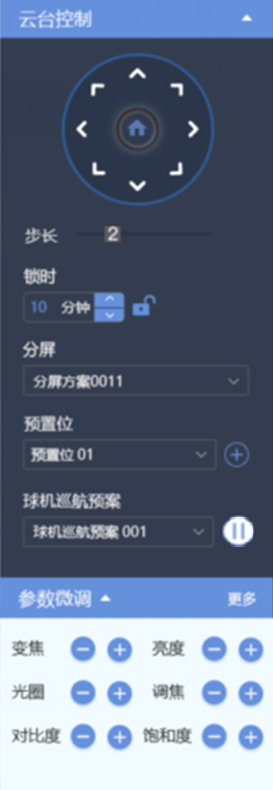 云台控制
步长 2
锁时
10 分钟
分屏
分屏方案0011
预置位
预置位 01
球机巡航预案
球机巡航预案 001
参数微调 更多
变焦 亮度
光圈 调焦
对比度 饱和度